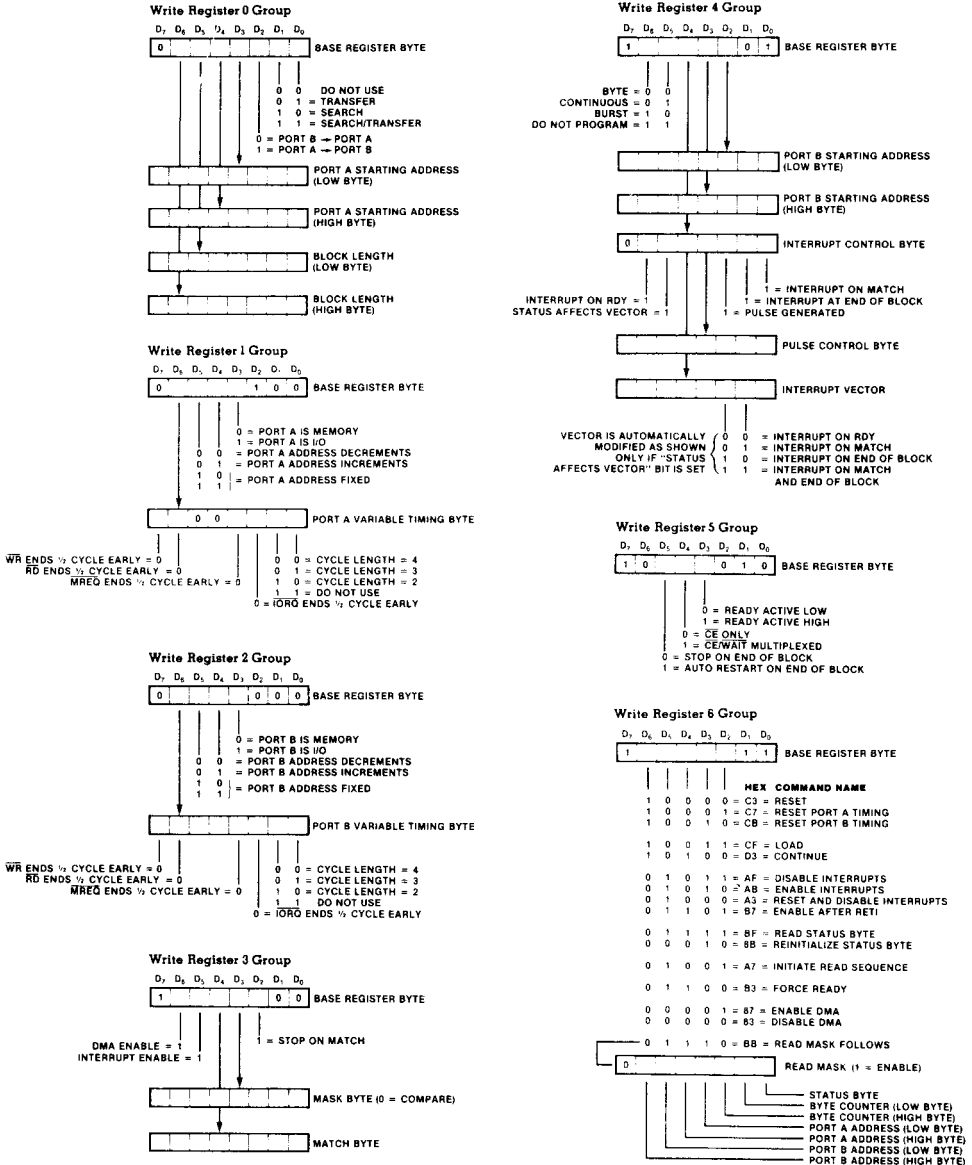 Write Register 0 Group
D7 D6 D5 D4 D3 D2 D1 D0
0 BASE REGISTER BYTE
0 0 DO NOT USE
0 1 = TRANSFER
1 0 = SEARCH
1 1 = SEARCH/TRANSFER
0 = PORT B → PORT A
1 = PORT A → PORT B
PORT A STARTING ADDRESS
(LOW BYTE)
PORT A STARTING ADDRESS
(HIGH BYTE)
BLOCK LENGTH
(LOW BYTE)
BLOCK LENGTH
(HIGH BYTE)
Write Register 1 Group
D7 D6 D5 D4 D3 D2 D1 D0
0 1 0 0 BASE REGISTER BYTE
0 = PORT A IS MEMORY
1 = PORT A IS I/O
0 0 = PORT A ADDRESS DECREMENTS
0 1 = PORT A ADDRESS INCREMENTS
1 0
1 1 = PORT A ADDRESS FIXED
0 0 PORT A VARIABLE TIMING BYTE
WR ENDS ½ CYCLE EARLY = 0
RD ENDS ½ CYCLE EARLY = 0
MREQ ENDS ½ CYCLE EARLY = 0
0 0 = CYCLE LENGTH = 4
0 1 = CYCLE LENGTH = 3
1 0 = CYCLE LENGTH = 2
1 1 = DO NOT USE
0 = IORQ ENDS ½ CYCLE EARLY
Write Register 2 Group
D7 D6 D5 D4 D3 D2 D1 D0
0 0 0 0 BASE REGISTER BYTE
0 = PORT B IS MEMORY
1 = PORT B IS I/O
0 0 = PORT B ADDRESS DECREMENTS
0 1 = PORT B ADDRESS INCREMENTS
1 0
1 1 = PORT B ADDRESS FIXED
PORT B VARIABLE TIMING BYTE
WR ENDS ½ CYCLE EARLY = 0
RD ENDS ½ CYCLE EARLY = 0
MREQ ENDS ½ CYCLE EARLY = 0
0 0 = CYCLE LENGTH = 4
0 1 = CYCLE LENGTH = 3
1 0 = CYCLE LENGTH = 2
1 1 DO NOT USE
0 = IORQ ENDS ½ CYCLE EARLY
Write Register 3 Group
D7 D6 D5 D4 D3 D2 D1 D0
1 0 0 BASE REGISTER BYTE
DMA ENABLE = 1
INTERRUPT ENABLE = 1
1 = STOP ON MATCH
MASK BYTE (0 = COMPARE)
MATCH BYTE
Write Register 4 Group
D7 D6 D5 D4 D3 D2 D1 D0
1 0 1 BASE REGISTER BYTE
BYTE = 0 0
CONTINUOUS = 0 1
BURST = 1 0
DO NOT PROGRAM = 1 1
PORT B STARTING ADDRESS
(LOW BYTE)
PORT B STARTING ADDRESS
(HIGH BYTE)
0 INTERRUPT CONTROL BYTE
INTERRUPT ON RDY = 1
STATUS AFFECTS VECTOR = 1
1 = INTERRUPT ON MATCH
1 = INTERRUPT AT END OF BLOCK
1 = PULSE GENERATED
PULSE CONTROL BYTE
INTERRUPT VECTOR
VECTOR IS AUTOMATICALLY
MODIFIED AS SHOWN
ONLY IF "STATUS
AFFECTS VECTOR" BIT IS SET
0 0 = INTERRUPT ON RDY
0 1 = INTERRUPT ON MATCH
1 0 = INTERRUPT ON END OF BLOCK
1 1 = INTERRUPT ON MATCH
AND END OF BLOCK
Write Register 5 Group
D7 D6 D5 D4 D3 D2 D1 D0
1 0 0 1 0 BASE REGISTER BYTE
0 = READY ACTIVE LOW
1 = READY ACTIVE HIGH
0 = CE ONLY
1 = CE/WAIT MULTIPLEXED
0 = STOP ON END OF BLOCK
1 = AUTO RESTART ON END OF BLOCK
Write Register 6 Group
D7 D6 D5 D4 D3 D2 D1 D0
1 1 1 BASE REGISTER BYTE
HEX COMMAND NAME
1 0 0 0 0 = C3 = RESET
1 0 0 0 1 = C7 = RESET PORT A TIMING
1 0 0 1 0 = CB = RESET PORT B TIMING
1 0 0 1 1 = CF = LOAD
1 0 1 0 0 = D3 = CONTINUE
0 1 0 1 1 = AF = DISABLE INTERRUPTS
0 1 0 1 0 = AB = ENABLE INTERRUPTS
0 1 0 0 0 = A3 = RESET AND DISABLE INTERRUPTS
0 1 1 0 1 = B7 = ENABLE AFTER RETI
0 1 1 1 1 = BF = READ STATUS BYTE
0 0 0 1 0 = 8B = REINITIALIZE STATUS BYTE
0 1 0 0 1 = A7 = INITIATE READ SEQUENCE
0 1 1 0 0 = B3 = FORCE READY
0 0 0 0 1 = 87 = ENABLE DMA
0 0 0 0 0 = 83 = DISABLE DMA
0 1 1 1 0 = BB = READ MASK FOLLOWS
0 READ MASK (1 = ENABLE)
STATUS BYTE
BYTE COUNTER (LOW BYTE)
BYTE COUNTER (HIGH BYTE)
PORT A ADDRESS (LOW BYTE)
PORT A ADDRESS (HIGH BYTE)
PORT B ADDRESS (LOW BYTE)
PORT B ADDRESS (HIGH BYTE)